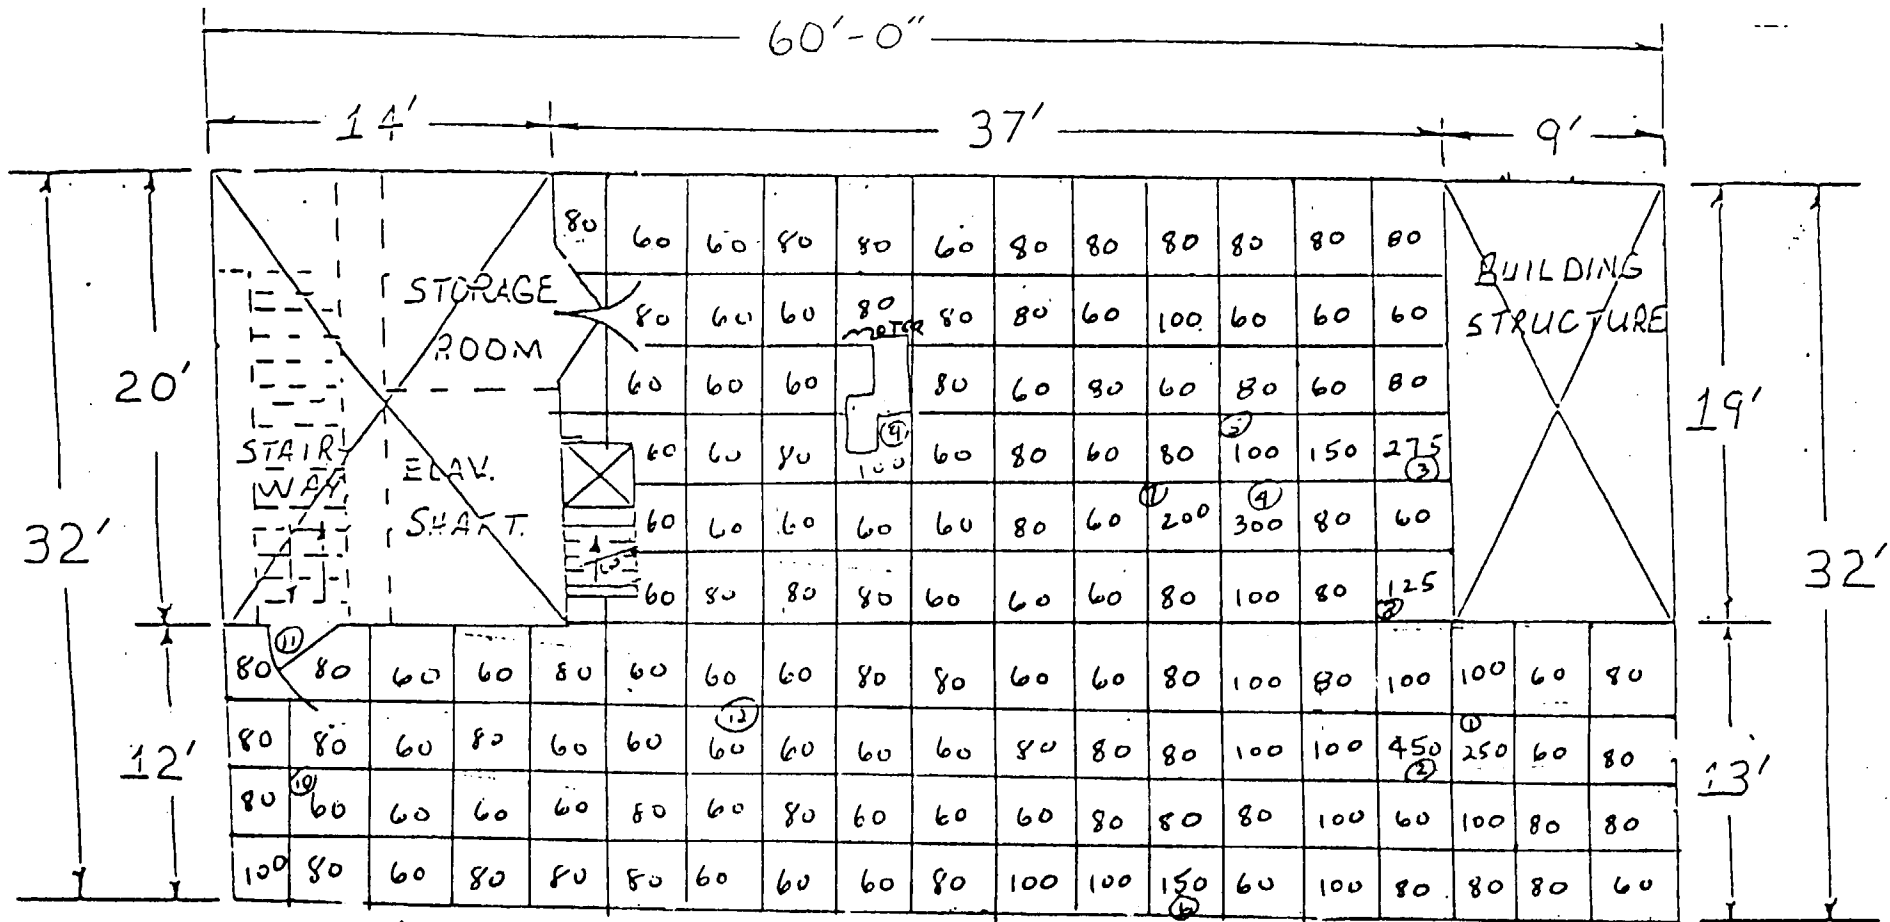 60'-0"
14' 37' 9'
80 60 60 80 80 60 80 80 80 80 80 80
STORAGE ROOM
BUILDING STRUCTURE
80 60 60 80 80 80 60 100 60 60 60
MOTOR
20'
60 60 60 80 60 80 60 80 60 80
19'
STAIR WAY
ELAV. SHAFT.
60 60 80 100 60 80 60 80 100 150 275
③
32'
60 60 60 60 60 80 60 200 300 80 60
④
32'
60 80 80 80 60 60 60 80 100 80 125
⑪
80 80 60 60 80 60 60 60 80 80 60 60 80 100 80 100 100 60 80
⑫ ①
12'
80 80 60 80 60 60 60 60 60 60 80 80 80 100 100 450 250 60 80
②
13'
⑩
80 60 60 60 60 80 60 80 60 60 60 80 80 80 100 60 100 80 80
100 80 60 80 80 80 60 60 60 80 100 100 150 60 100 80 80 80 60
⑥